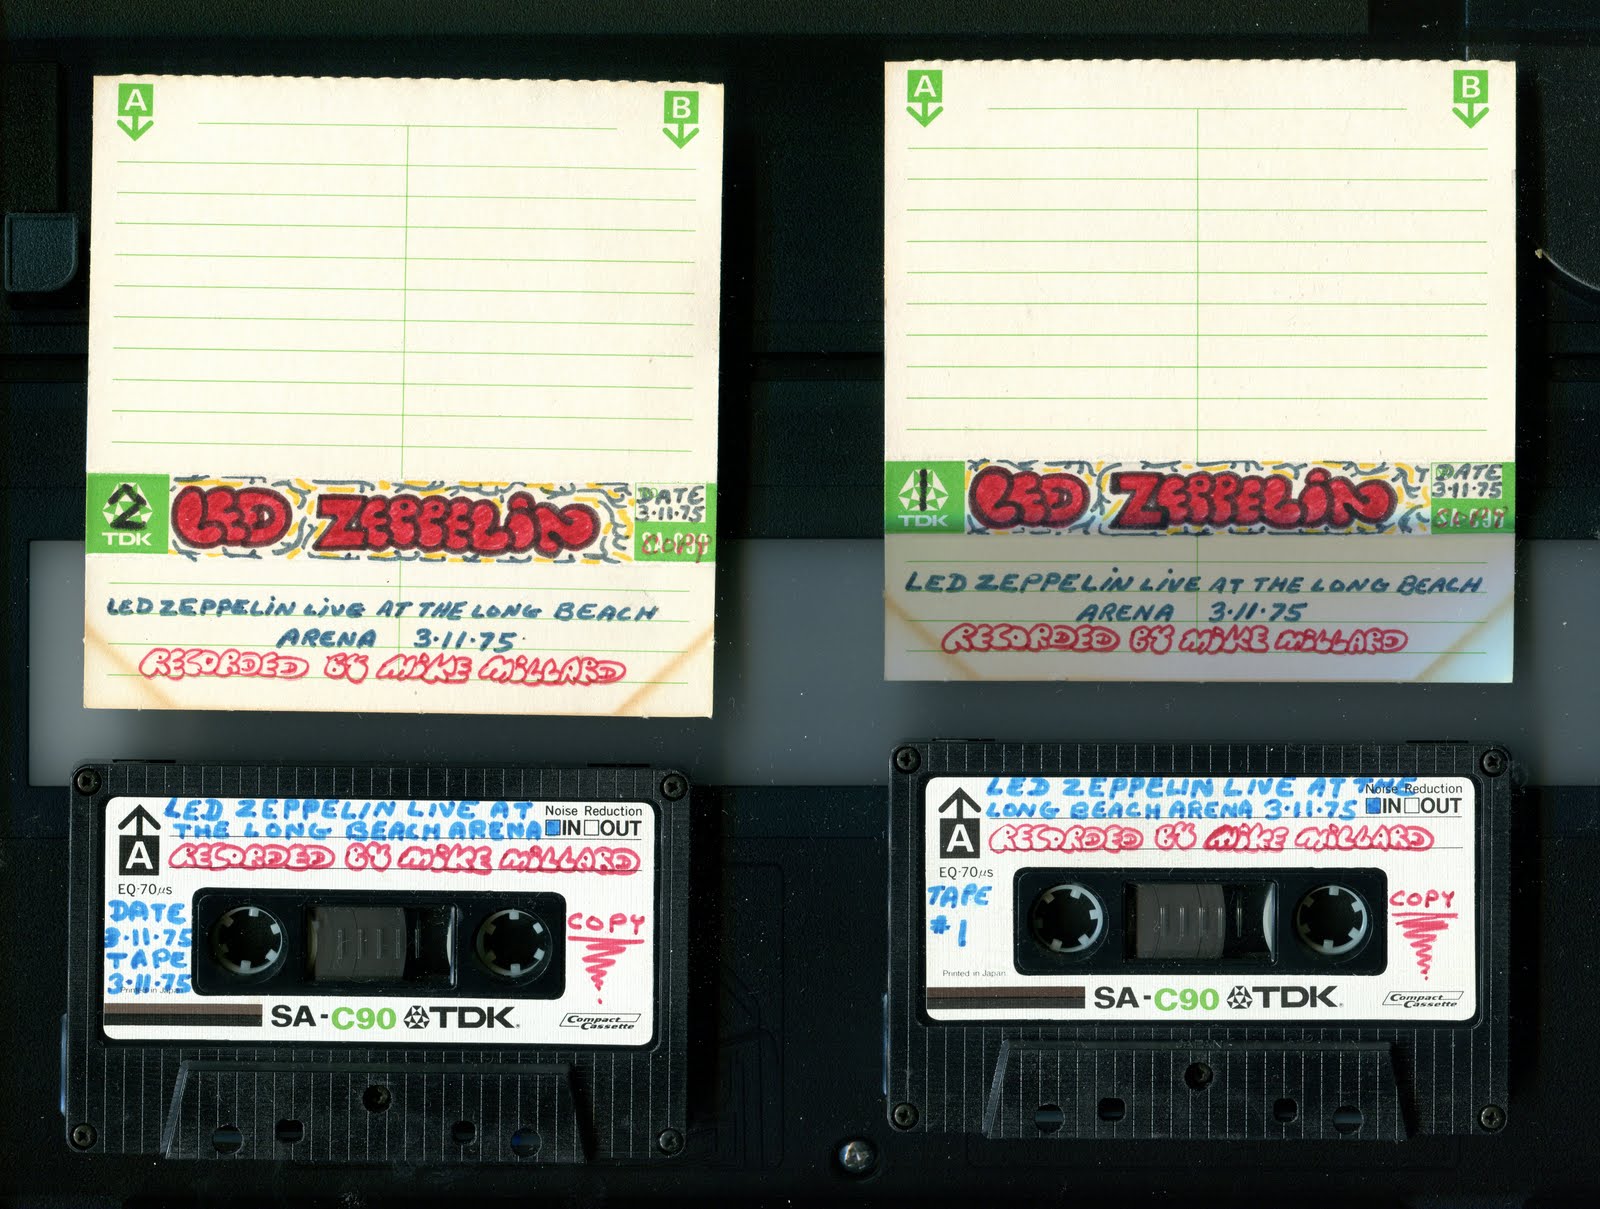 A
B
2
TDK
LED ZEPPELIN
DATE
3·11·75
COPY
LED ZEPPELIN LIVE AT THE LONG BEACH
ARENA 3·11·75
RECORDED BY MIKE MILLARD
A
B
1
TDK
LED ZEPPELIN
DATE
3·11·75
COPY
LED ZEPPELIN LIVE AT THE LONG BEACH
ARENA 3·11·75
RECORDED BY MIKE MILLARD
LED ZEPPELIN LIVE AT
THE LONG BEACH ARENA
Noise Reduction
IN OUT
RECORDED BY MIKE MILLARD
A
EQ-70µs
DATE
3·11·75
TAPE
3·11·75
Printed in Japan
COPY
SA-C90 TDK
Compact
Cassette
LED ZEPPELIN LIVE AT THE
LONG BEACH ARENA 3·11·75
Noise Reduction
IN OUT
RECORDED BY MIKE MILLARD
A
EQ-70µs
TAPE
#1
Printed in Japan
COPY
SA-C90 TDK
Compact
Cassette